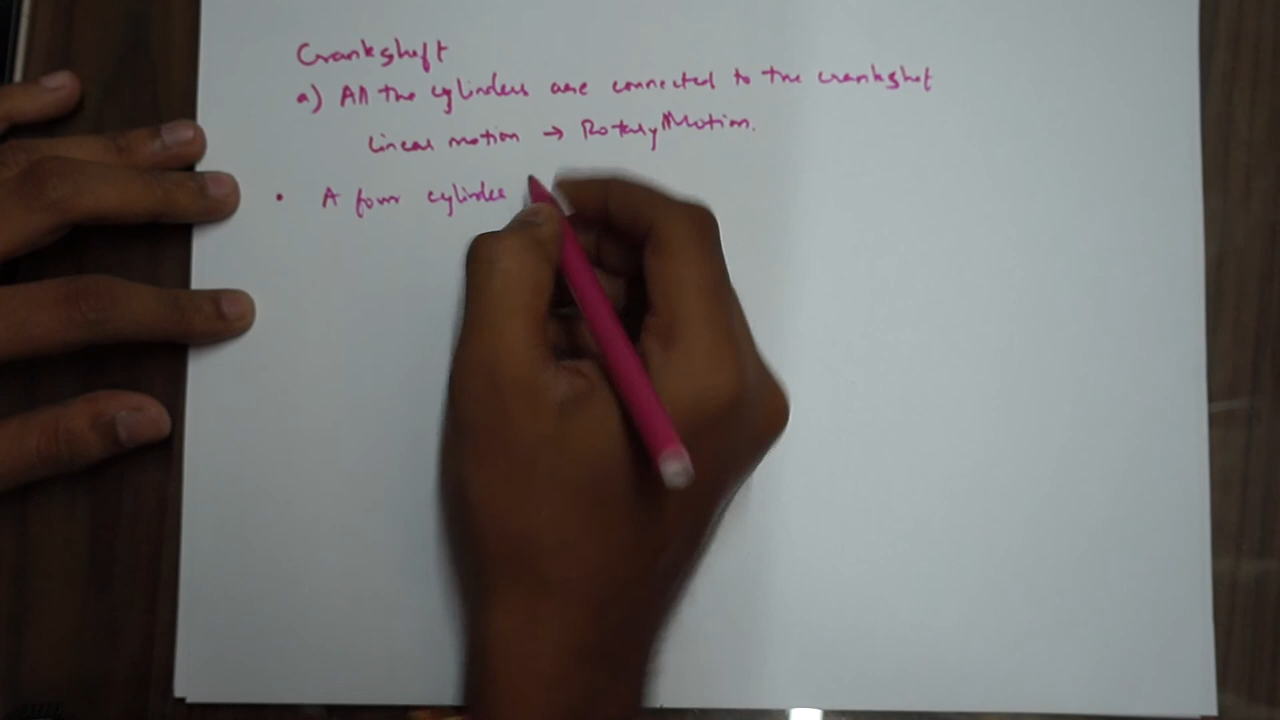 Crankshaft
a) All the cylinders are connected to the crankshaft
Linear motion → Rotary Motion.
• A four cylinder